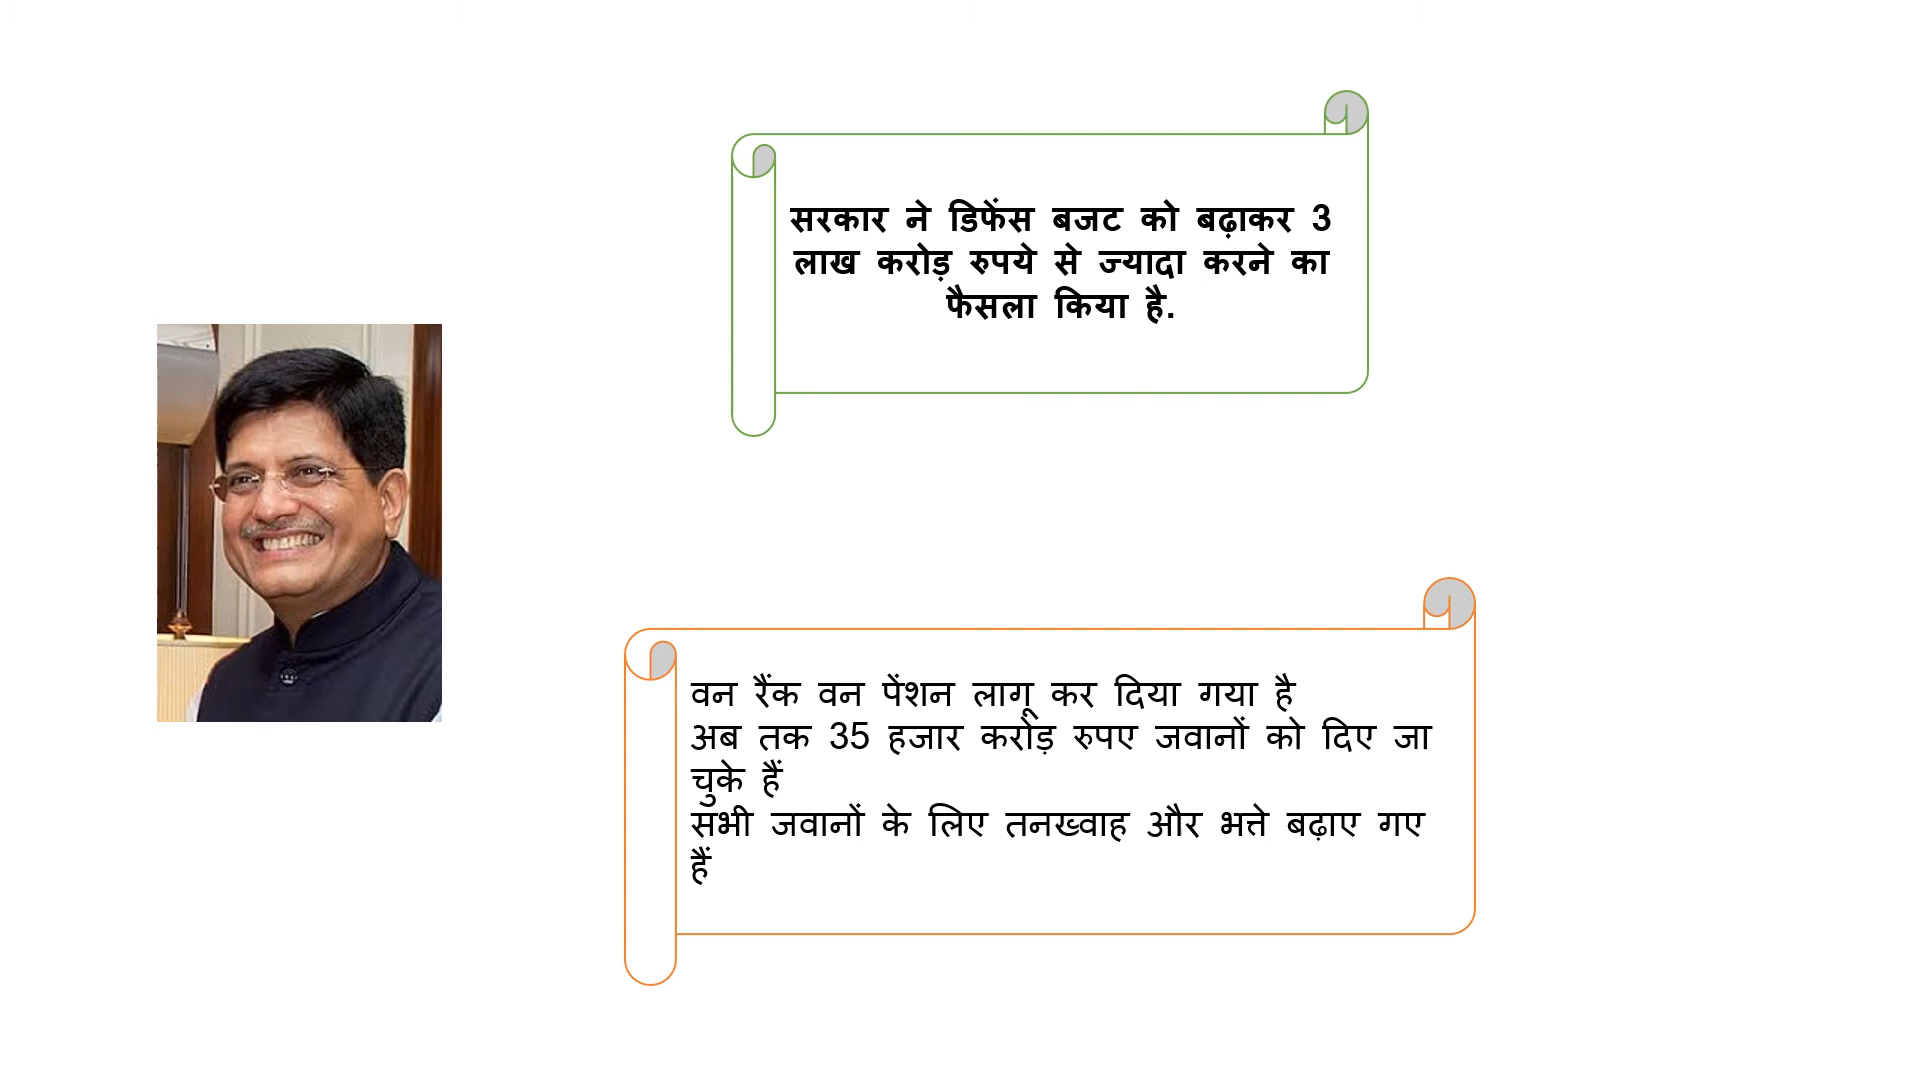 सरकार ने डिफेंस बजट को बढ़ाकर 3
लाख करोड़ रुपये से ज्यादा करने का
फैसला किया है.
वन रैंक वन पेंशन लागू कर दिया गया है
अब तक 35 हजार करोड़ रुपए जवानों को दिए जा
चुके हैं
सभी जवानों के लिए तनख्वाह और भत्ते बढ़ाए गए
हैं